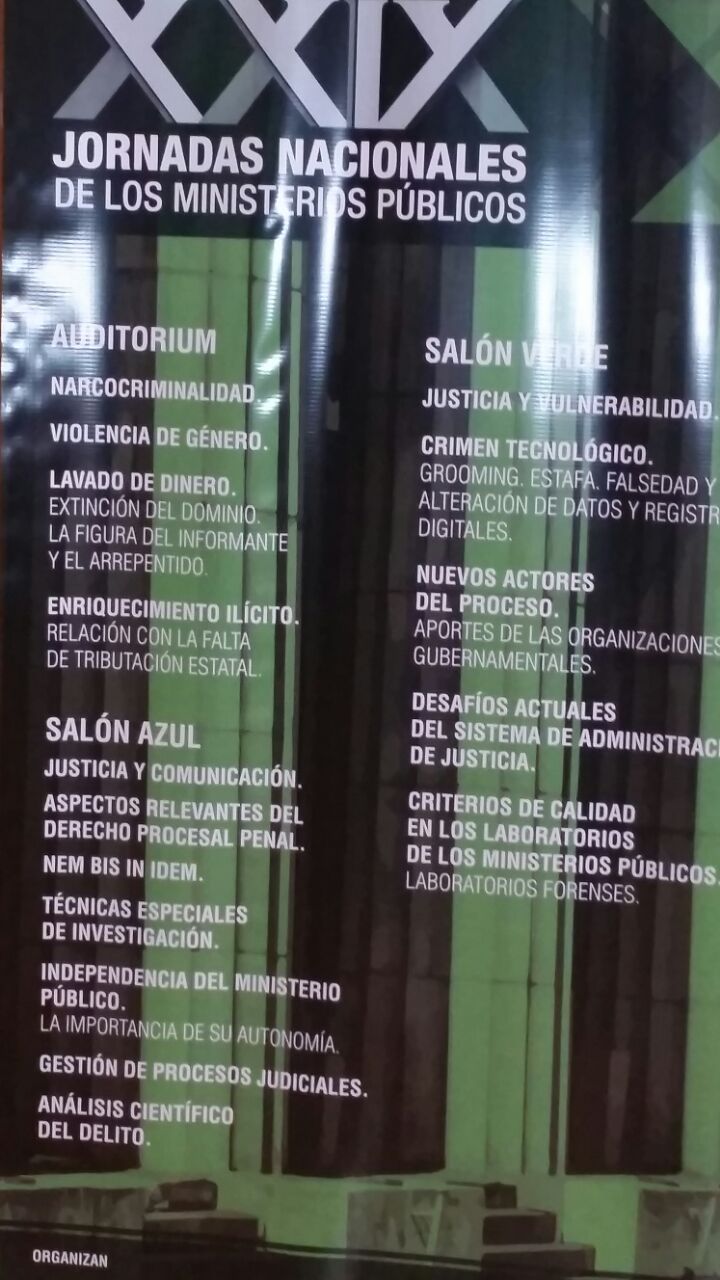 XXIX
JORNADAS NACIONALES
DE LOS MINISTERIOS PÚBLICOS
AUDITORIUM
NARCOCRIMINALIDAD.
VIOLENCIA DE GÉNERO.
LAVADO DE DINERO.
EXTINCIÓN DEL DOMINIO.
LA FIGURA DEL INFORMANTE
Y EL ARREPENTIDO.
ENRIQUECIMIENTO ILÍCITO.
RELACIÓN CON LA FALTA
DE TRIBUTACIÓN ESTATAL.
SALÓN AZUL
JUSTICIA Y COMUNICACIÓN.
ASPECTOS RELEVANTES DEL
DERECHO PROCESAL PENAL.
NEM BIS IN IDEM.
TÉCNICAS ESPECIALES
DE INVESTIGACIÓN.
INDEPENDENCIA DEL MINISTERIO
PÚBLICO.
LA IMPORTANCIA DE SU AUTONOMÍA.
GESTIÓN DE PROCESOS JUDICIALES.
ANÁLISIS CIENTÍFICO
DEL DELITO.
SALÓN VERDE
JUSTICIA Y VULNERABILIDAD.
CRIMEN TECNOLÓGICO.
GROOMING. ESTAFA. FALSEDAD Y
ALTERACIÓN DE DATOS Y REGISTR
DIGITALES.
NUEVOS ACTORES
DEL PROCESO.
APORTES DE LAS ORGANIZACIONES
GUBERNAMENTALES.
DESAFÍOS ACTUALES
DEL SISTEMA DE ADMINISTRACI
DE JUSTICIA.
CRITERIOS DE CALIDAD
EN LOS LABORATORIOS
DE LOS MINISTERIOS PÚBLICOS.
LABORATORIOS FORENSES.
ORGANIZAN